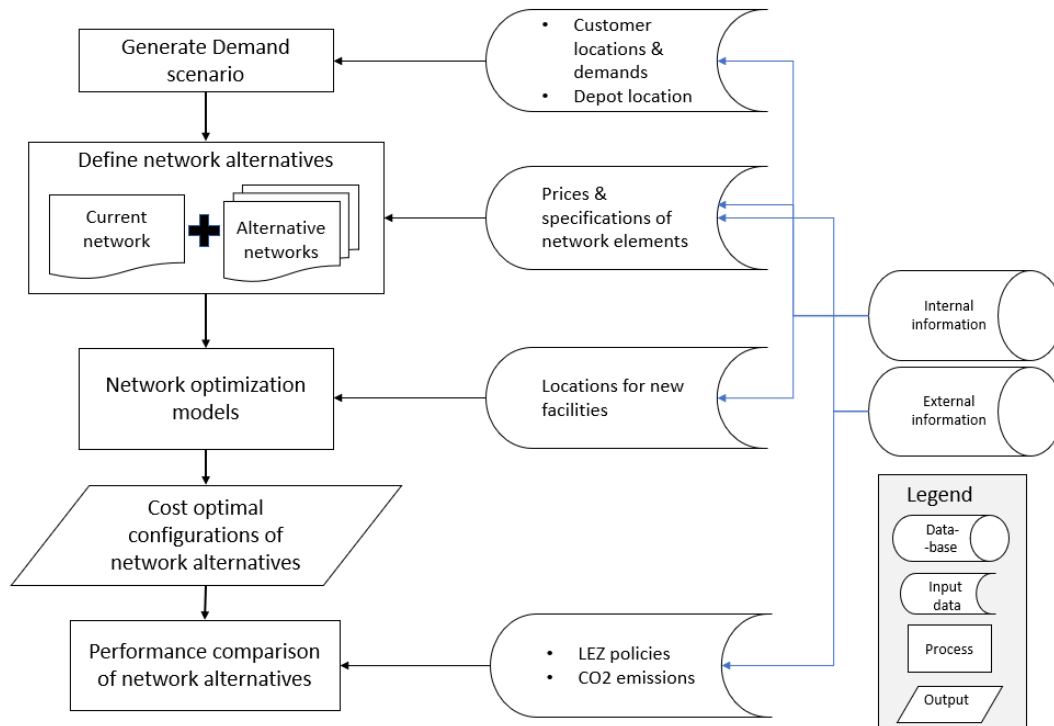 Generate Demand
scenario
• Customer
locations &
demands
• Depot location
Define network alternatives
Current
network
Alternative
networks
Prices &
specifications of
network elements
Internal
information
Network optimization
models
Locations for new
facilities
External
information
Cost optimal
configurations of
network alternatives
Performance comparison
of network alternatives
• LEZ policies
• CO2 emissions
Legend
Data-
-base
Input
data
Process
Output